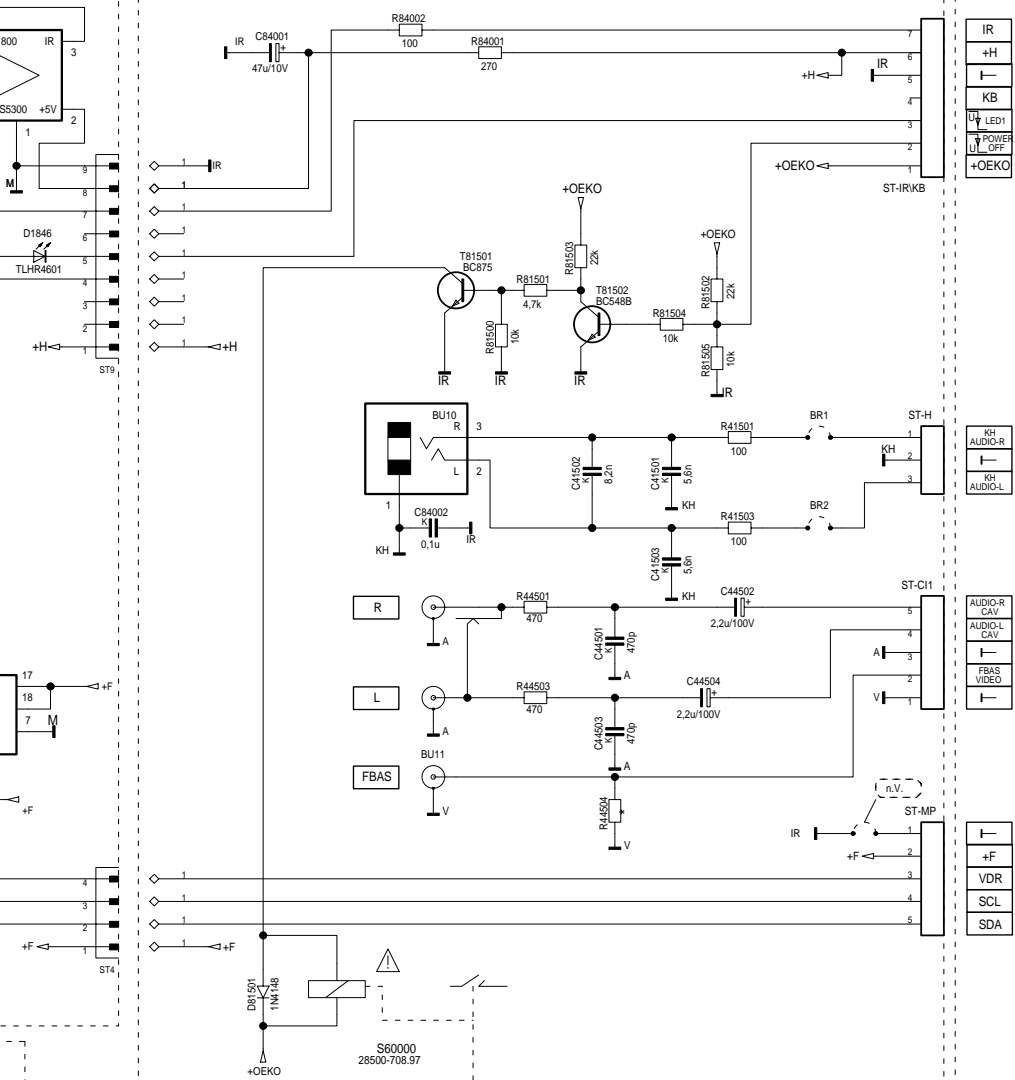 800
IR
3
S5300
+5V
2
1
M
9
8
7
6
5
4
3
2
1
D1846
TLHR4601
+H
ST9
1
IR
1
1
1
1
1
1
1
1
+H
IR
C84001
+
47u/10V
R84002
100
R84001
270
+H
IR
7
6
5
4
3
2
1
+OEKO
ST-IR\KB
IR
+H
KB
U
LED1
U
POWER
OFF
+OEKO
+OEKO
R81503
22k
+OEKO
R81502
22k
T81501
BC875
R81501
4,7k
R81500
10k
T81502
BC548B
R81504
10k
R81505
10k
IR
IR
IR
IR
BU10
R
3
L
2
1
KH
C84002
K
0,1u
IR
C41502
K
8,2n
C41501
K
5,6n
KH
C41503
K
5,6n
KH
R41501
100
R41503
100
BR1
BR2
ST-H
1
KH
2
3
KH
AUDIO-R
KH
AUDIO-L
R
A
R44501
470
C44501
K
470p
A
C44502
+
2,2u/100V
L
A
R44503
470
C44503
K
470p
A
C44504
+
2,2u/100V
FBAS
BU11
V
R44504
*
V
ST-CI1
5
4
A
3
2
V
1
AUDIO-R
CAV
AUDIO-L
CAV
FBAS
VIDEO
n.V.
ST-MP
IR
1
+F
2
3
4
5
+F
VDR
SCL
SDA
17
18
7
+F
M
+F
4
3
2
1
+F
ST4
1
1
1
1
+F
D81501
1N4148
+OEKO
S60000
28500-708.97